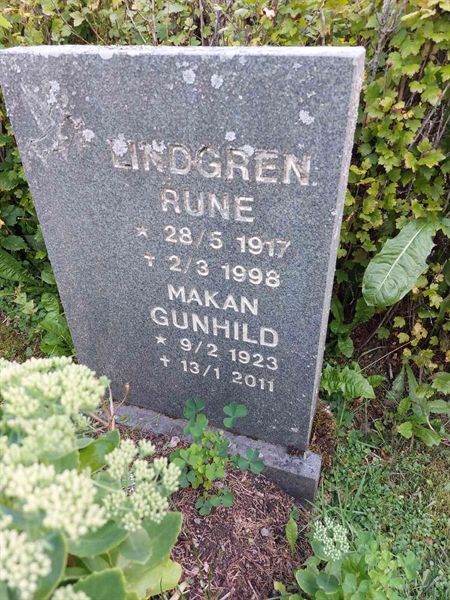 LINDGREN
RUNE
* 28/5 1917
† 2/3 1998
MAKAN
GUNHILD
* 9/2 1923
† 13/1 2011